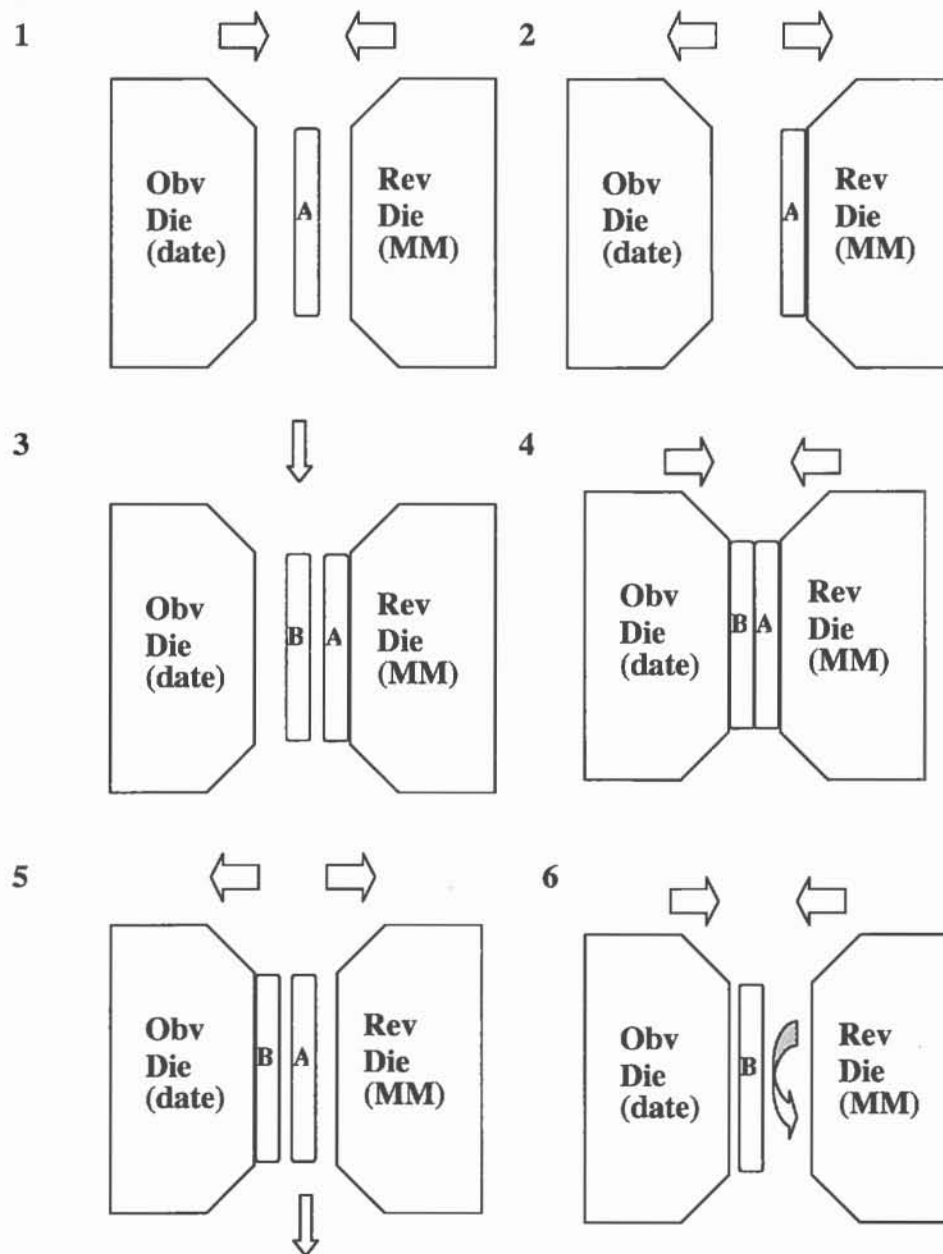 1
2
Obv
Die
(date)
A
Rev
Die
(MM)
Obv
Die
(date)
A
Rev
Die
(MM)
3
4
Obv
Die
(date)
B
A
Rev
Die
(MM)
Obv
Die
(date)
B
A
Rev
Die
(MM)
5
6
Obv
Die
(date)
B
A
Rev
Die
(MM)
Obv
Die
(date)
B
Rev
Die
(MM)